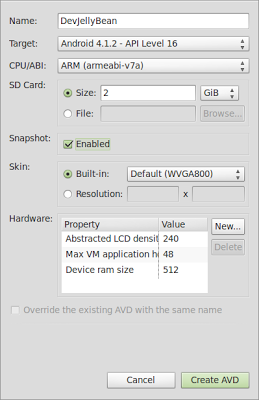 Name: DevJellyBean
Target: Android 4.1.2 - API Level 16
CPU/ABI: ARM (armeabi-v7a)
SD Card:
Size: 2 GiB
File: Browse...
Snapshot:
Enabled
Skin:
Built-in: Default (WVGA800)
Resolution: x
Hardware:
Property Value New...
Abstracted LCD densit 240 Delete
Max VM application h 48
Device ram size 512
Override the existing AVD with the same name
Cancel Create AVD